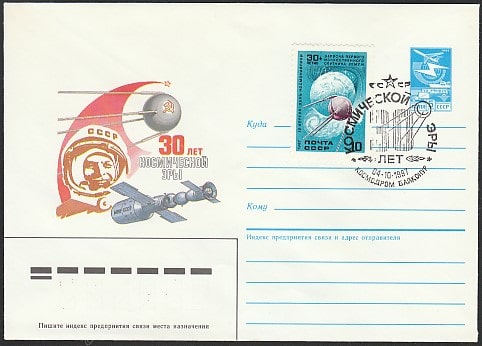 СССР
30 ЛЕТ
КОСМИЧЕСКОЙ
ЭРЫ
30
ПОЧТА
СССР
10
КОСМИЧЕСКОЙ ЭРЫ
ЛЕТ
04-10-1987
КОСМОДРОМ БАЙКОНУР
Куда
Кому
Индекс предприятия связи и адрес отправителя
Пишите индекс предприятия связи места назначения